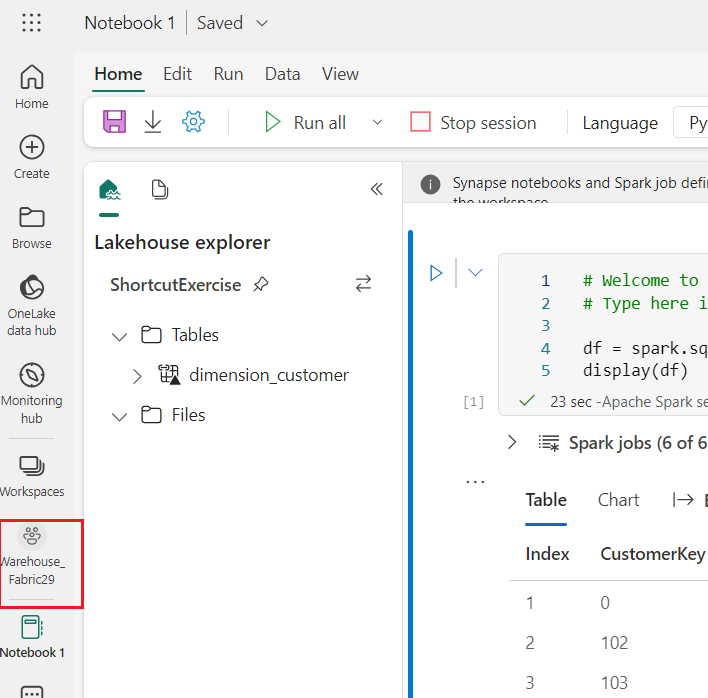 Notebook 1 Saved
Home
Create
Browse
OneLake
data hub
Monitoring
hub
Workspaces
Warehouse_
Fabric29
Notebook 1
Home Edit Run Data View
Run all Stop session Language Py
Lakehouse explorer
ShortcutExercise
Tables
dimension_customer
Files
Synapse notebooks and Spark job defi
the workspace
1 # Welcome to
2 # Type here i
3
4 df = spark.sq
5 display(df)
[1] 23 sec -Apache Spark se
Spark jobs (6 of 6
...
Table Chart
Index CustomerKey
1 0
2 102
3 103